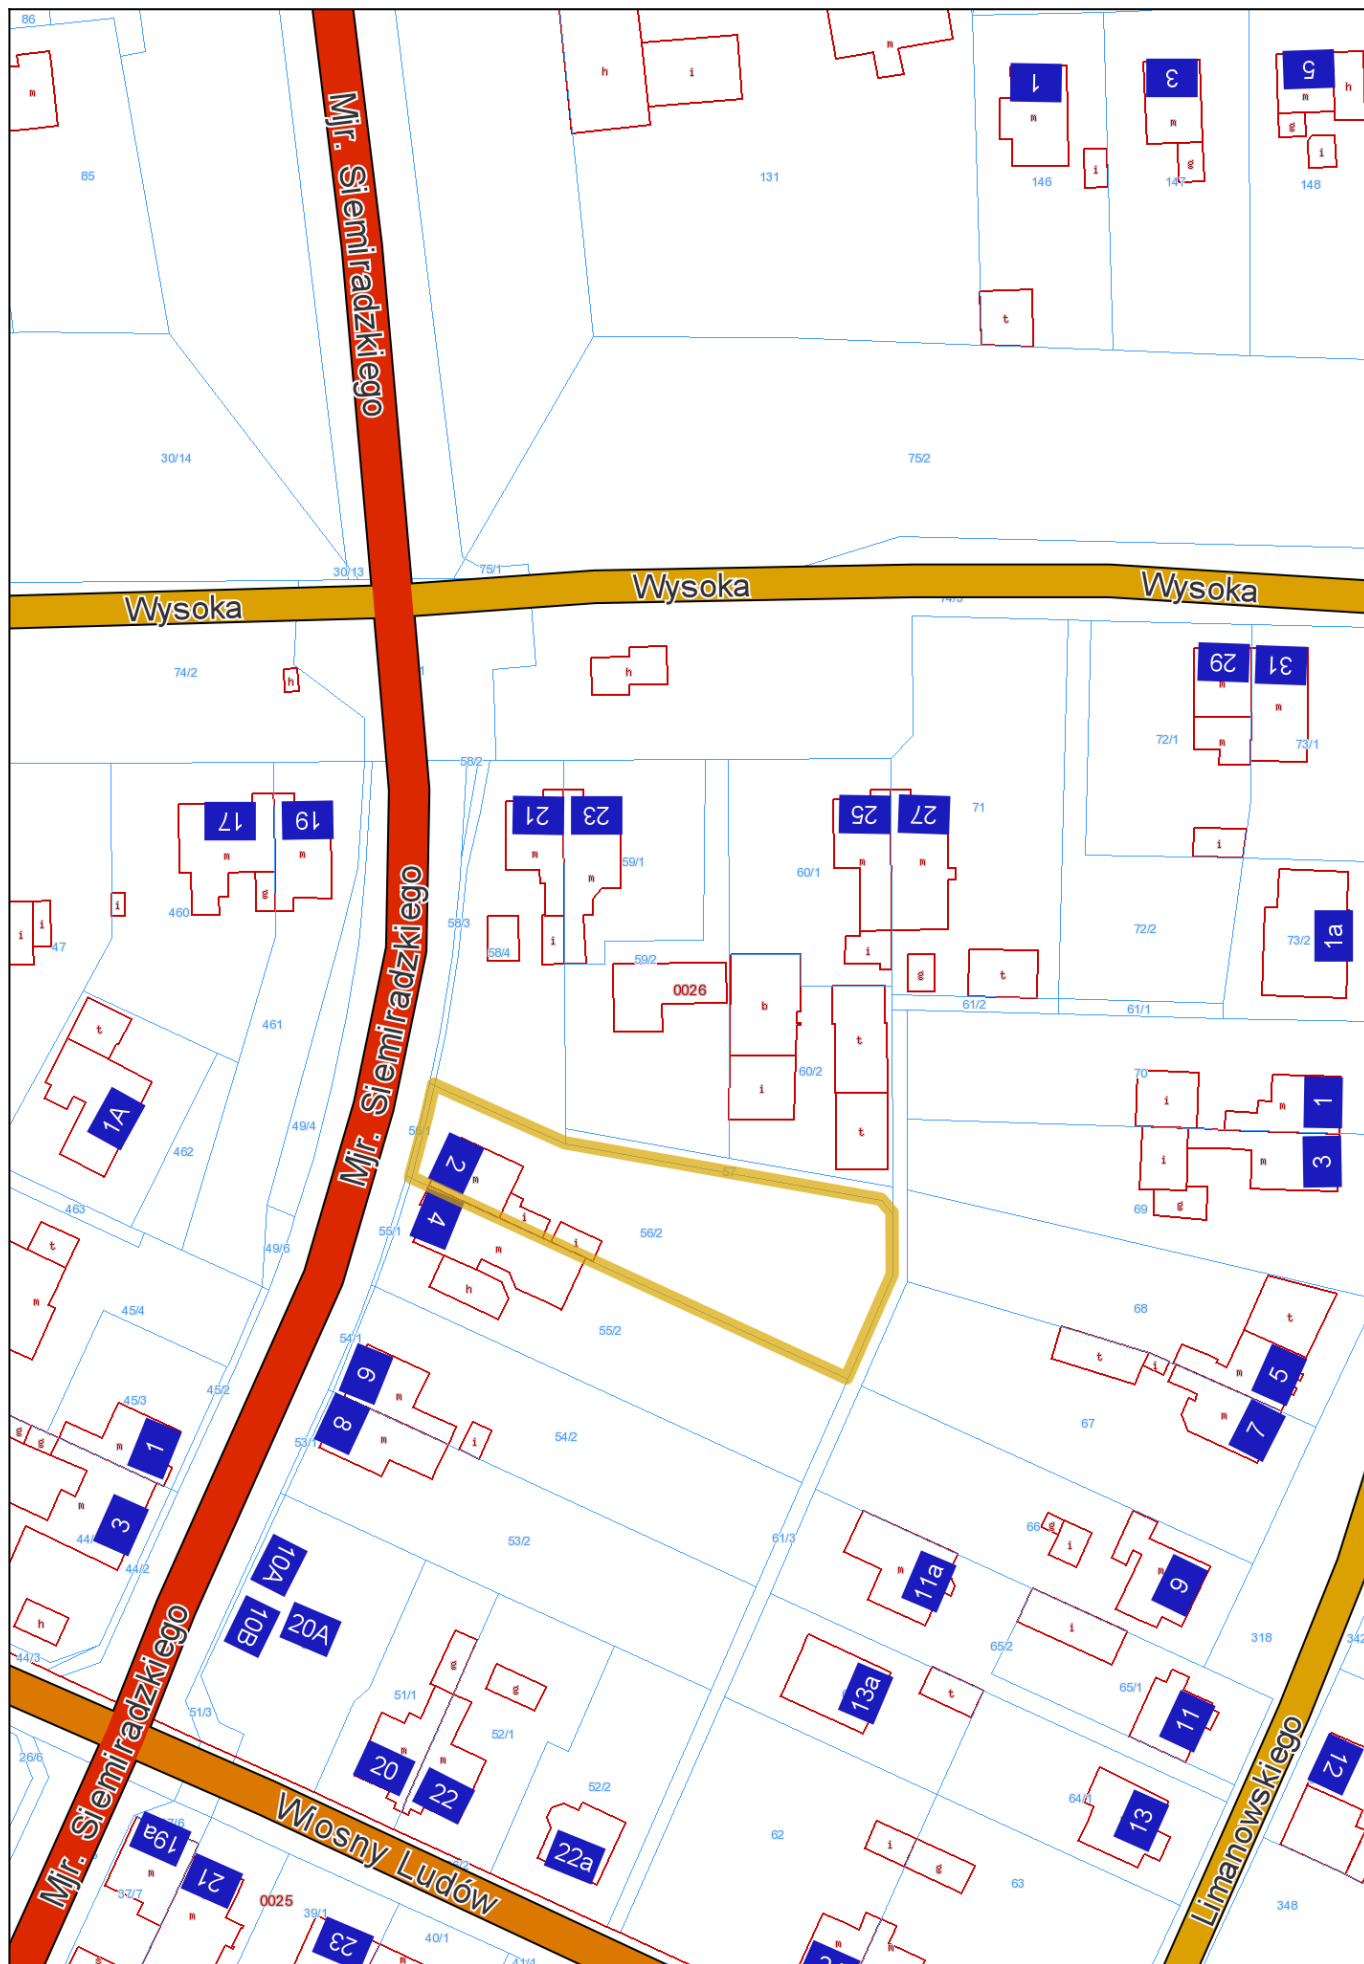 86
m
h
i
m
1
3
5
m
h
m
m
g
i
i
g
85
131
146
147
148
Mjr. Siemiradzkiego
t
30/14
75/2
30/13
75/1
Wysoka
Wysoka
Wysoka
74/2
h
h
29
31
m
m
m
72/1
73/1
58/2
17
19
21
23
25
27
71
m
m
m
m
59/1
m
m
60/1
i
g
460
i
i
47
58/3
58/4
i
59/2
i
g
t
61/2
72/2
73/2
1a
61/1
0026
b
t
i
60/2
t
461
t
1A
49/4
462
463
Mjr. Siemiradzkiego
70
i
m
1
i
m
3
g
69
56/1
57
2
m
4
i
i
m
h
56/2
55/1
55/2
49/6
t
m
45/4
68
t
t
i
m
5
m
7
67
54/1
6
m
8
m
i
53/1
54/2
45/2
45/3
g
g
m
1
m
3
44/2
53/2
61/3
66
g
i
m
11a
m
9
10A
10B
20A
h
44/3
i
65/2
318
342
g
g
51/1
51/3
52/1
13a
t
65/1
11
Mjr. Siemiradzkiego
26/6
m
20
m
22
52/2
22a
64/1
13
12
Limanowskiego
Wiosny Ludów
62
i
g
63
348
19a
m
21
m
37/7
0025
39/1
23
40/1
m
m
m